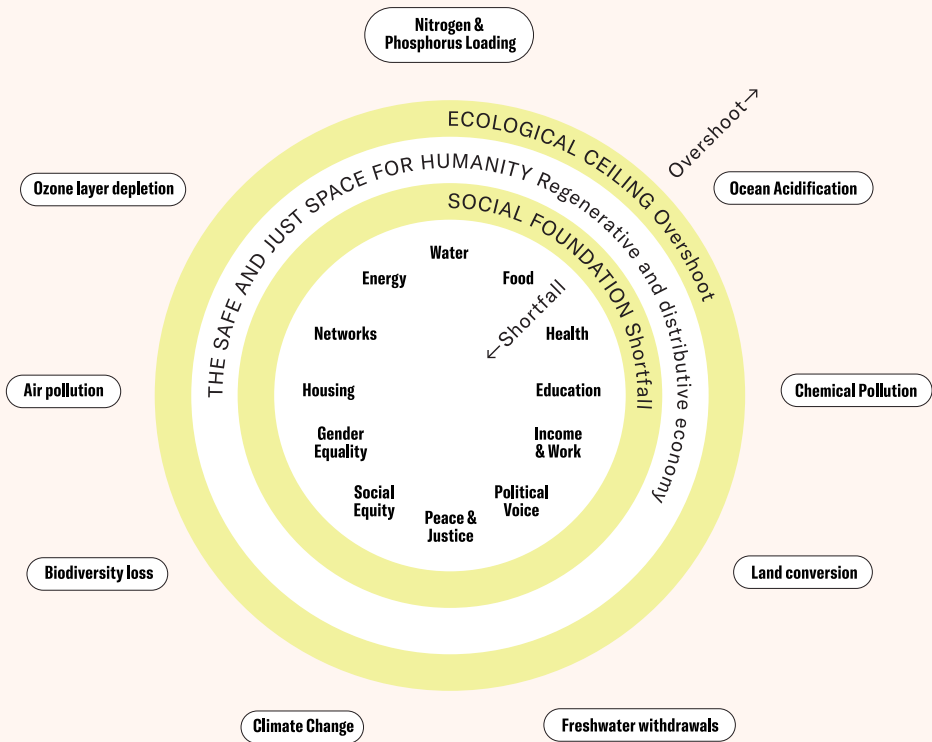 Nitrogen &
Phosphorus Loading
Overshoot→
ECOLOGICAL CEILING Overshoot
Ozone layer depletion
Ocean Acidification
THE SAFE AND JUST SPACE FOR HUMANITY Regenerative and distributive economy
SOCIAL FOUNDATION Shortfall
Water
Energy
Food
←Shortfall
Networks
Health
Air pollution
Housing
Education
Chemical Pollution
Gender
Equality
Income
& Work
Social
Equity
Political
Voice
Peace &
Justice
Biodiversity loss
Land conversion
Climate Change
Freshwater withdrawals